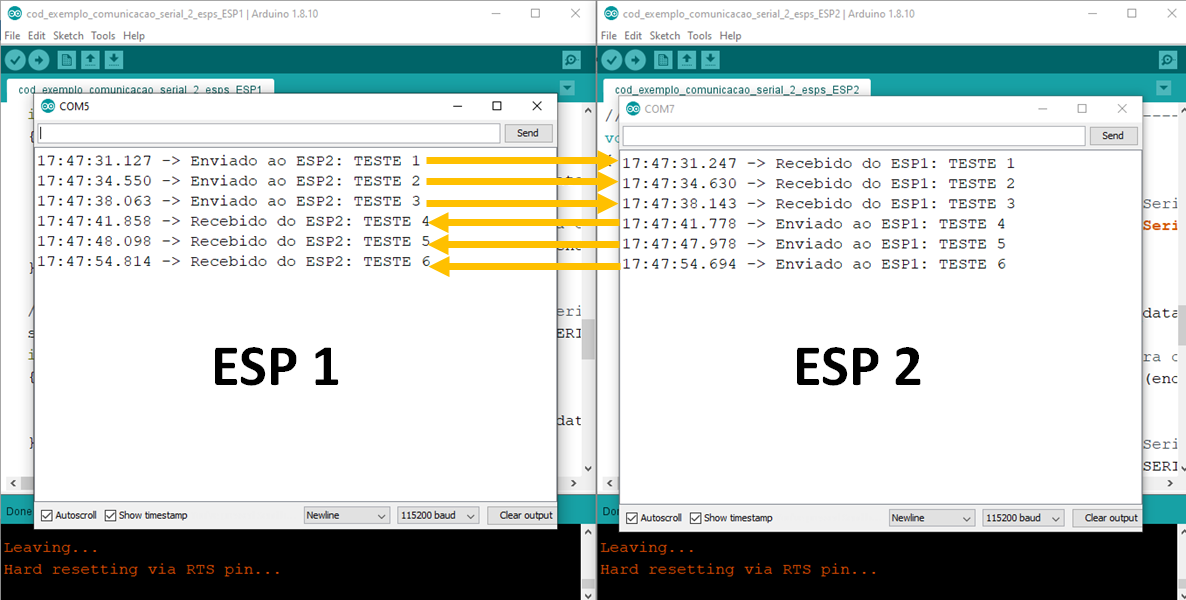 cod_exemplo_comunicacao_serial_2_esps_ESP1 | Arduino 1.8.10
File Edit Sketch Tools Help
cod_exemplo_comunicacao_serial_2_esps_ESP1
COM5
Send
17:47:31.127 -> Enviado ao ESP2: TESTE 1
17:47:34.550 -> Enviado ao ESP2: TESTE 2
17:47:38.063 -> Enviado ao ESP2: TESTE 3
17:47:41.858 -> Recebido do ESP2: TESTE 4
17:47:48.098 -> Recebido do ESP2: TESTE 5
17:47:54.814 -> Recebido do ESP2: TESTE 6
ESP 1
Autoscroll Show timestamp Newline 115200 baud Clear output
Done
Leaving...
Hard resetting via RTS pin...
cod_exemplo_comunicacao_serial_2_esps_ESP2 | Arduino 1.8.10
File Edit Sketch Tools Help
cod_exemplo_comunicacao_serial_2_esps_ESP2
COM7
Send
17:47:31.247 -> Recebido do ESP1: TESTE 1
17:47:34.630 -> Recebido do ESP1: TESTE 2
17:47:38.143 -> Recebido do ESP1: TESTE 3
17:47:41.778 -> Enviado ao ESP1: TESTE 4
17:47:47.978 -> Enviado ao ESP1: TESTE 5
17:47:54.694 -> Enviado ao ESP1: TESTE 6
ESP 2
Autoscroll Show timestamp Newline 115200 baud Clear output
Leaving...
Hard resetting via RTS pin...